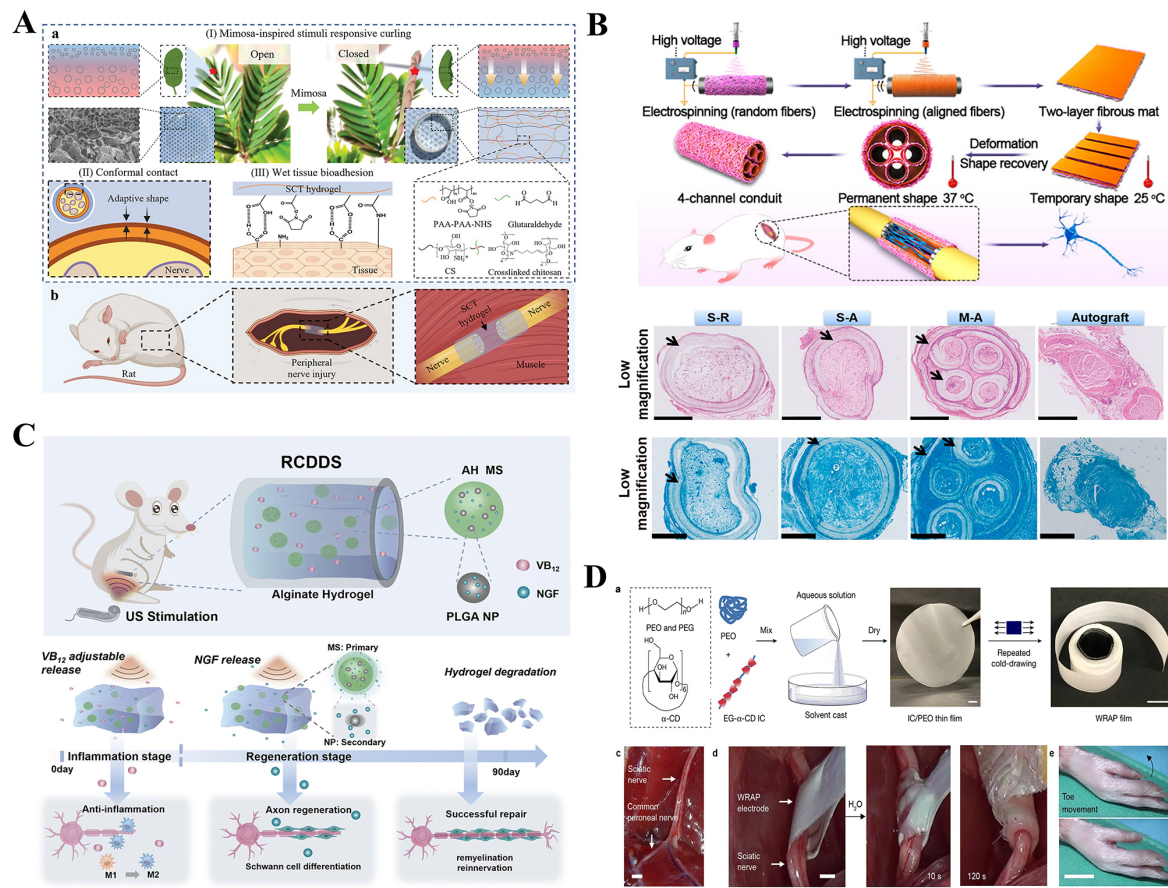 A
a
(I) Mimosa-inspired stimuli responsive curling
Open
Closed
Mimosa
(II) Conformal contact
(III) Wet tissue bioadhesion
Adaptive shape
Nerve
SCT hydrogel
Tissue
PAA-PAA-NHS
Glutaraldehyde
CS
Crosslinked chitosan
b
Rat
Peripheral
nerve injury
SCT
hydrogel
Nerve
Nerve
Muscle
B
High voltage
High voltage
Electrospinning (random fibers)
Electrospinning (aligned fibers)
Two-layer fibrous mat
Deformation
Shape recovery
4-channel conduit
Permanent shape 37 °C
Temporary shape 25 °C
S-R
S-A
M-A
Autograft
Low
magnification
Low
magnification
C
RCDDS
AH MS
VB12
NGF
PLGA NP
Alginate Hydrogel
US Stimulation
VB12 adjustable
release
NGF release
MS: Primary
NP: Secondary
Hydrogel degradation
0day
Inflammation stage
Regeneration stage
90day
Anti-inflammation
M1
M2
Axon regeneration
Schwann cell differentiation
Successful repair
remyelination
reinnervation
D
a
PEO and PEG
α-CD
PEO
+
EG-α-CD IC
Mix
Aqueous solution
Solvent cast
Dry
IC/PEO thin film
Repeated
cold-drawing
WRAP film
c
Sciatic
nerve
Common
peroneal nerve
d
WRAP
electrode
Sciatic
nerve
H2O
10 s
120 s
e
Toe
movement